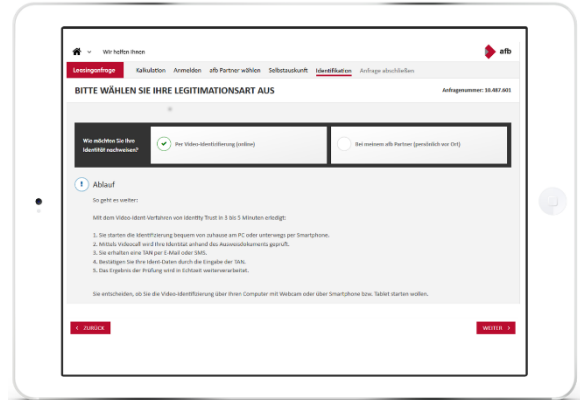 Wir helfen Ihnen
afb
Leasinganfrage Kalkulation Anmelden afb Partner wählen Selbstauskunft Identifikation Anfrage abschließen
BITTE WÄHLEN SIE IHRE LEGITIMATIONSART AUS
Anfragenummer: 10.487.601
Wie möchten Sie Ihre Identität nachweisen?
Per Video-Identifizierung (online)
Bei meinem afb Partner (persönlich vor Ort)
Ablauf
So geht es weiter:
Mit dem Video-Ident-Verfahren von Identity Trust in 3 bis 5 Minuten erledigt:
1. Sie starten die Identifizierung bequem von zuhause am PC oder unterwegs per Smartphone.
2. Mittels Videocall wird Ihre Identität anhand des Ausweisdokuments geprüft.
3. Sie erhalten eine TAN per E-Mail oder SMS.
4. Bestätigen Sie Ihre Ident-Daten durch die Eingabe der TAN.
5. Das Ergebnis der Prüfung wird in Echtzeit weiterverarbeitet.
Sie entscheiden, ob Sie die Video-Identifizierung über Ihren Computer mit Webcam oder über Smartphone bzw. Tablet starten wollen.
ZURÜCK
WEITER